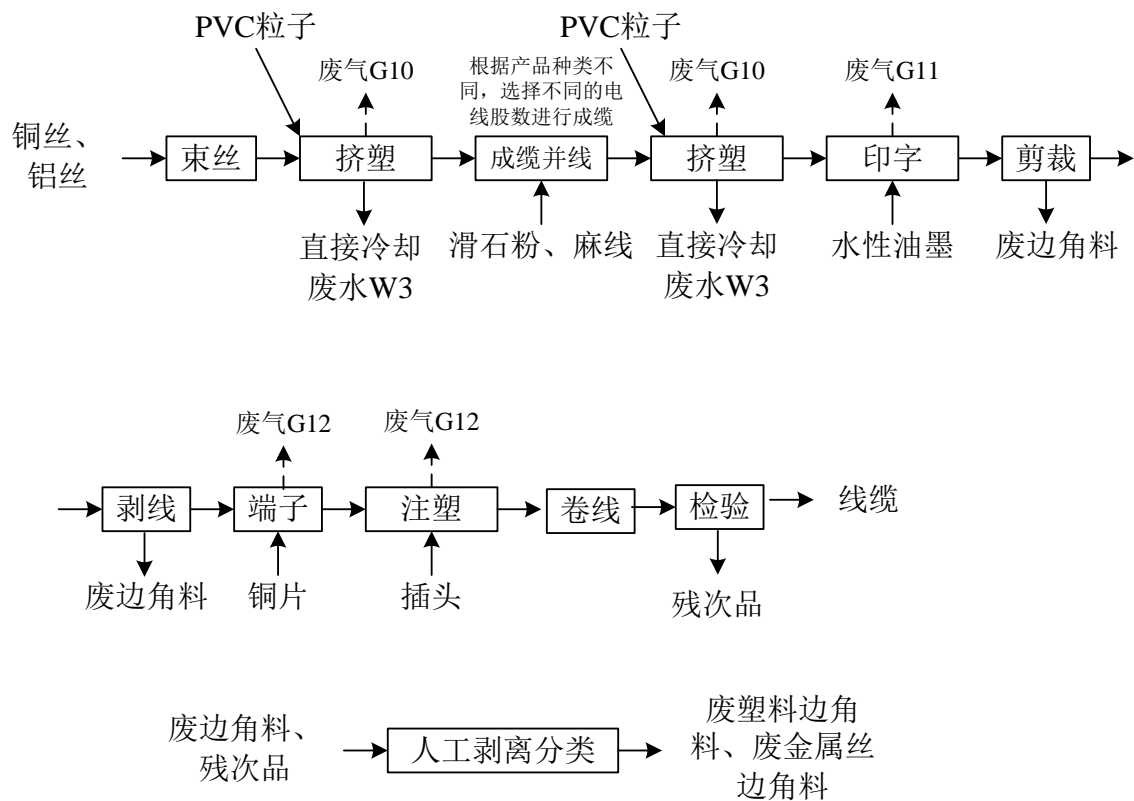 PVC粒子
PVC粒子
废气G10
根据产品种类不
同，选择不同的电
线股数进行成缆
废气G10
废气G11
铜丝、
铝丝
束丝
挤塑
成缆并线
挤塑
印字
剪裁
直接冷却
废水W3
滑石粉、麻线
直接冷却
废水W3
水性油墨
废边角料
废气G12
废气G12
剥线
端子
注塑
卷线
检验
线缆
废边角料
铜片
插头
残次品
废边角料、
残次品
人工剥离分类
废塑料边角
料、废金属丝
边角料